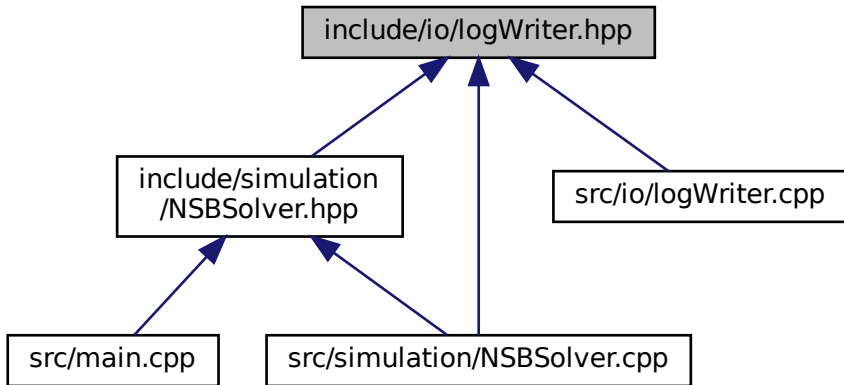 include/io/logWriter.hpp
include/simulation
/NSBSolver.hpp
src/io/logWriter.cpp
src/main.cpp
src/simulation/NSBSolver.cpp